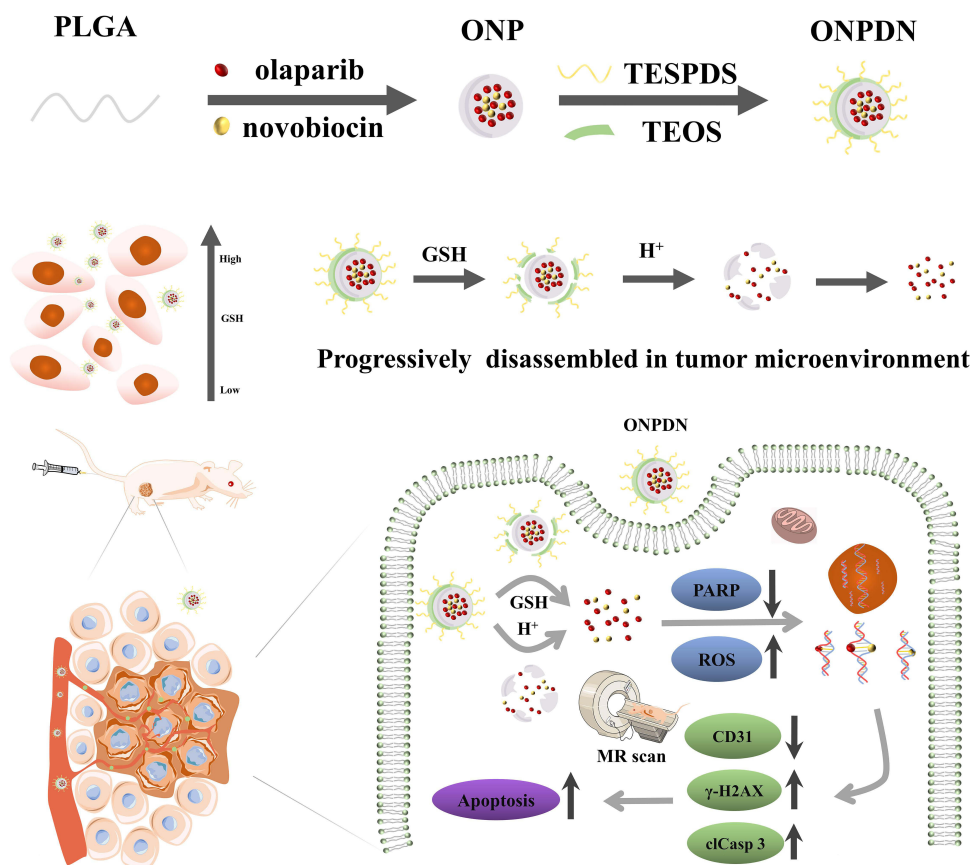 PLGA
ONP
ONPDN
olaparib
novobiocin
TESPDS
TEOS
High
GSH
Low
GSH
H⁺
Progressively disassembled in tumor microenvironment
ONPDN
GSH
H⁺
PARP
ROS
MR scan
CD31
γ-H2AX
clCasp 3
Apoptosis